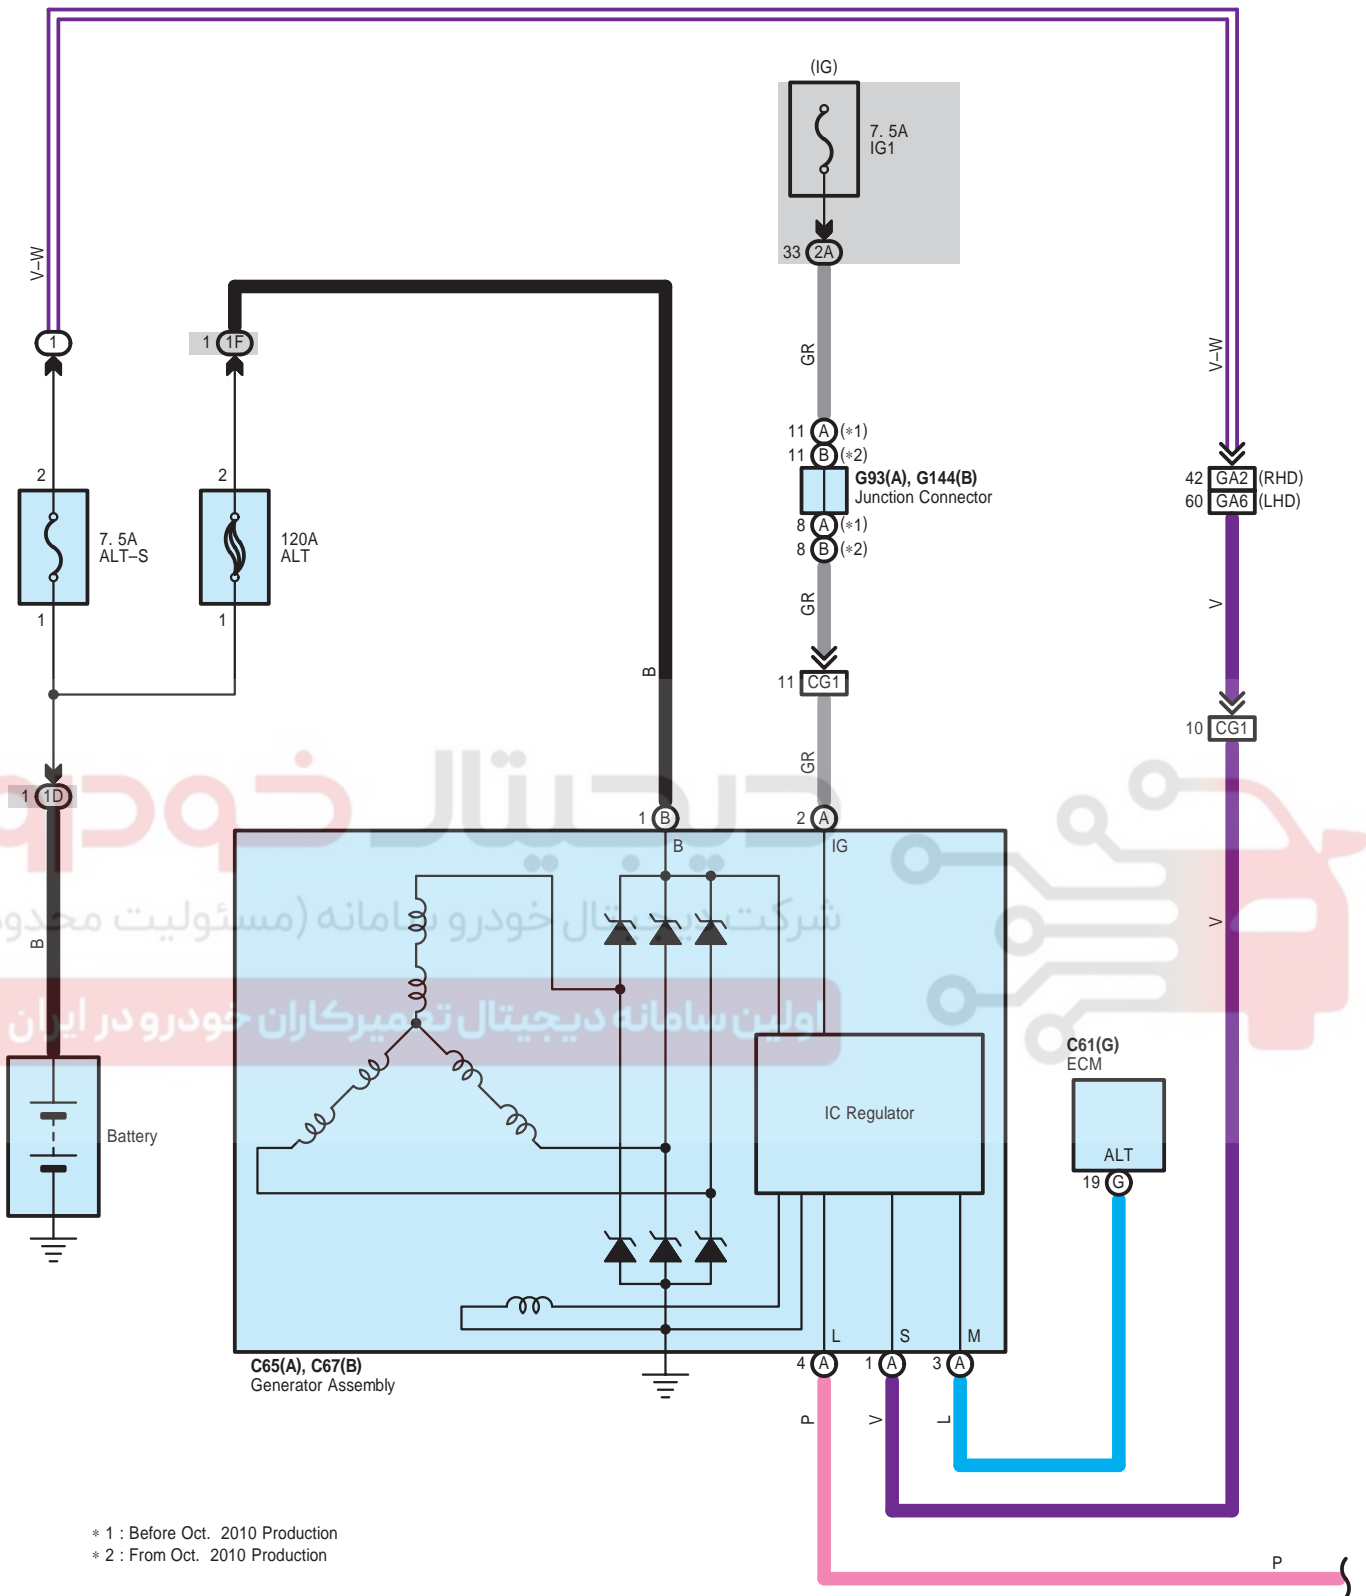 (IG)
7. 5A
IG1
33 2A
V–W
1
1 1F
GR
V–W
11 A (*1)
11 B (*2)
G93(A), G144(B)
Junction Connector
8 A (*1)
8 B (*2)
42 GA2 (RHD)
60 GA6 (LHD)
2
7. 5A
ALT–S
1
2
120A
ALT
1
GR
V
B
11 CG1
10 CG1
GR
1 1D
1 B
2 A
B
IG
دیجیتال خودرو
شرکت دیجیتال خودرو سامانه (مسئولیت محدود
اولین سامانه دیجیتال تعمیرکاران خودرو در ایران
B
V
Battery
IC Regulator
C61(G)
ECM
ALT
19 G
L
S
M
4 A
1 A
3 A
C65(A), C67(B)
Generator Assembly
P
V
L
* 1 : Before Oct. 2010 Production
* 2 : From Oct. 2010 Production
P